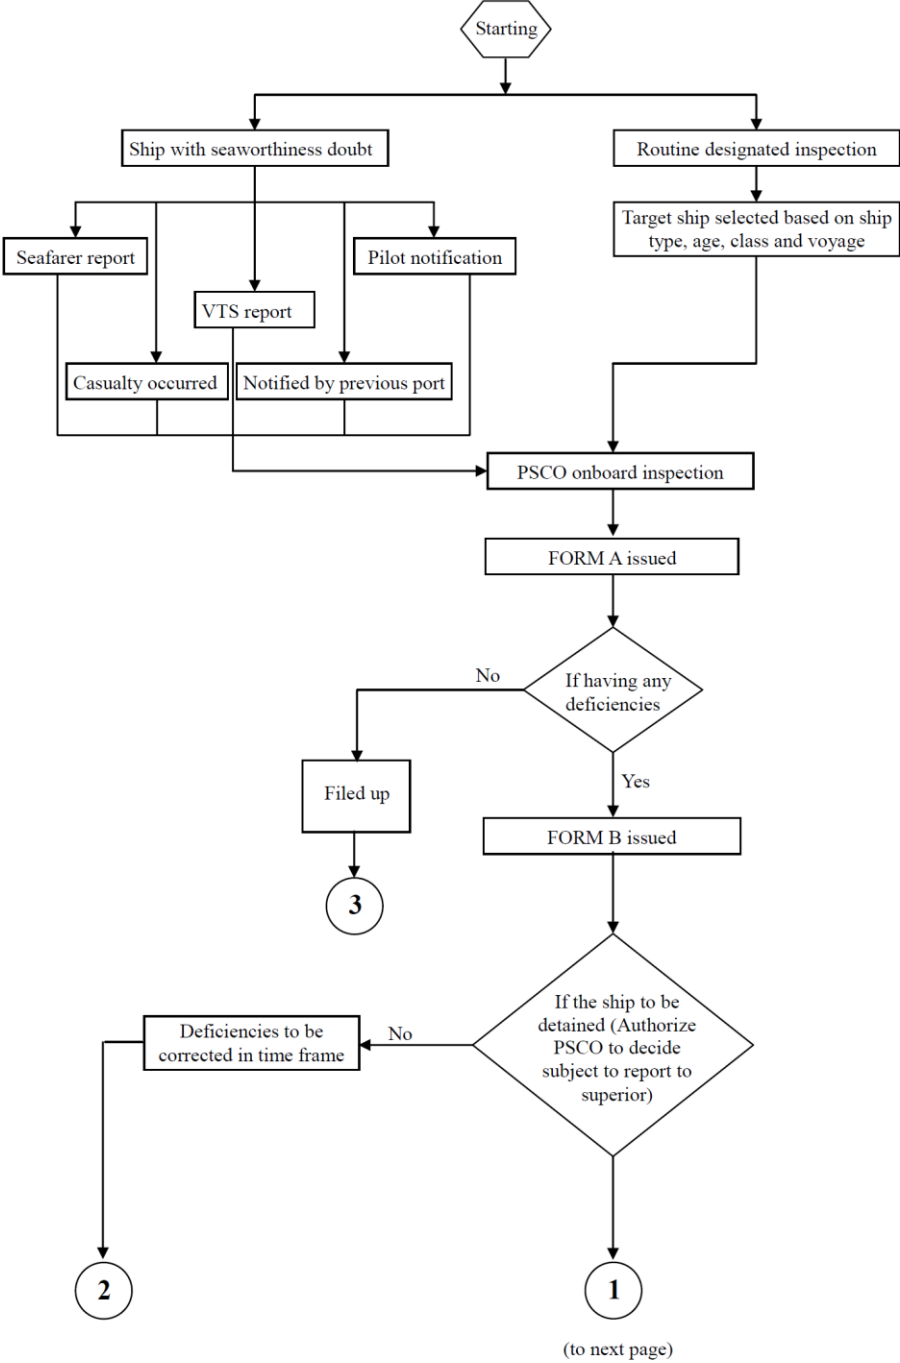 Starting
Ship with seaworthiness doubt
Routine designated inspection
Target ship selected based on ship
type, age, class and voyage
Seafarer report
Pilot notification
VTS report
Casualty occurred
Notified by previous port
PSCO onboard inspection
FORM A issued
If having any
deficiencies
No
Yes
Filed up
FORM B issued
3
If the ship to be
detained (Authorize
PSCO to decide
subject to report to
superior)
No
Deficiencies to be
corrected in time frame
2
1
(to next page)